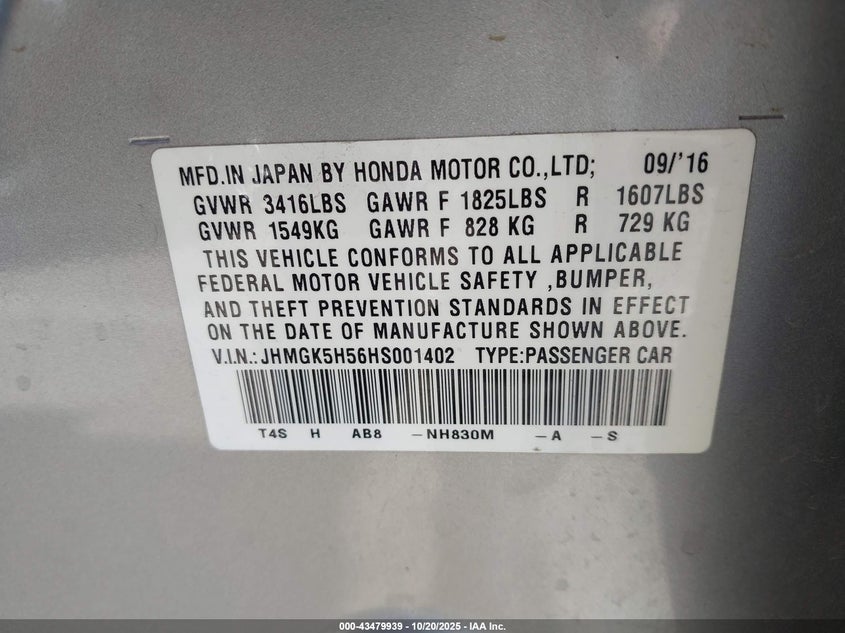 MFD.IN JAPAN BY HONDA MOTOR CO.,LTD; 09/'16
GVWR 3416LBS GAWR F 1825LBS R 1607LBS
GVWR 1549KG GAWR F 828 KG R 729 KG
THIS VEHICLE CONFORMS TO ALL APPLICABLE
FEDERAL MOTOR VEHICLE SAFETY ,BUMPER,
AND THEFT PREVENTION STANDARDS IN EFFECT
ON THE DATE OF MANUFACTURE SHOWN ABOVE.
V.I.N.:JHMGK5H56HS001402 TYPE:PASSENGER CAR
T4S H AB8 -NH830M -A -S
000-43479939 - 10/20/2025 - IAA Inc.